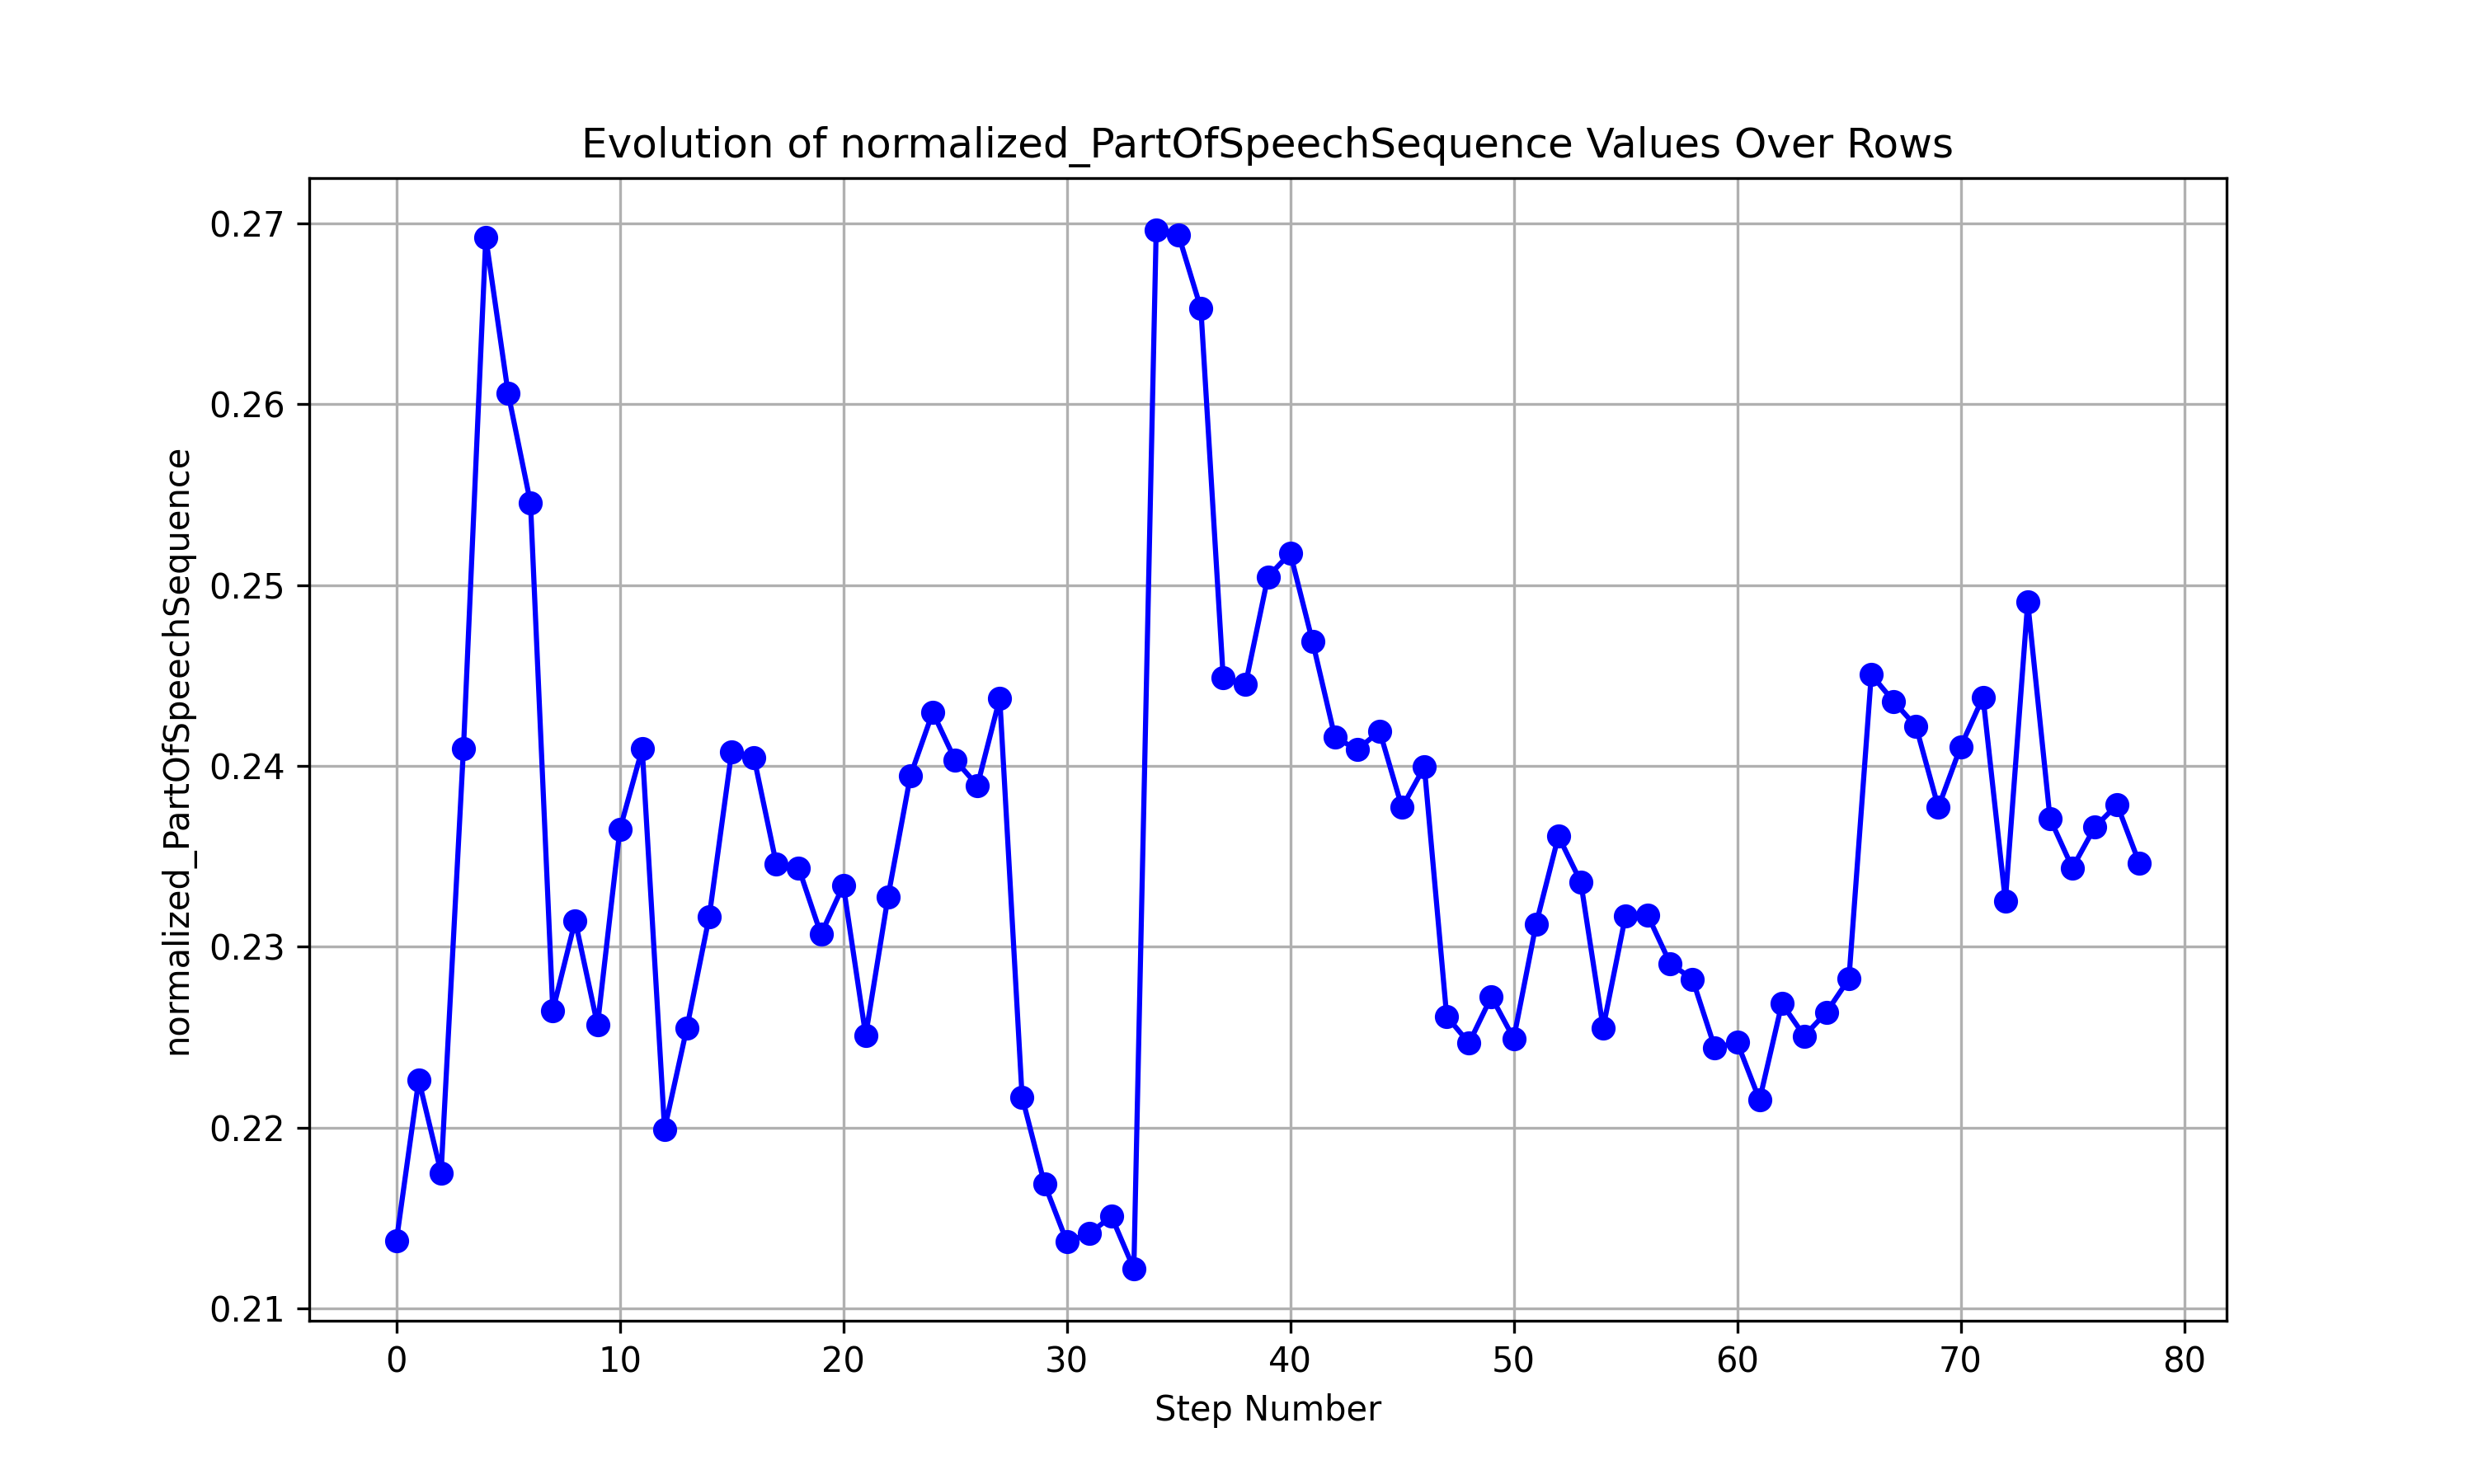 Evolution of normalized_PartOfSpeechSequence Values Over Rows
normalized_PartOfSpeechSequence
0.27
0.26
0.25
0.24
0.23
0.22
0.21
0 10 20 30 40 50 60 70 80
Step Number